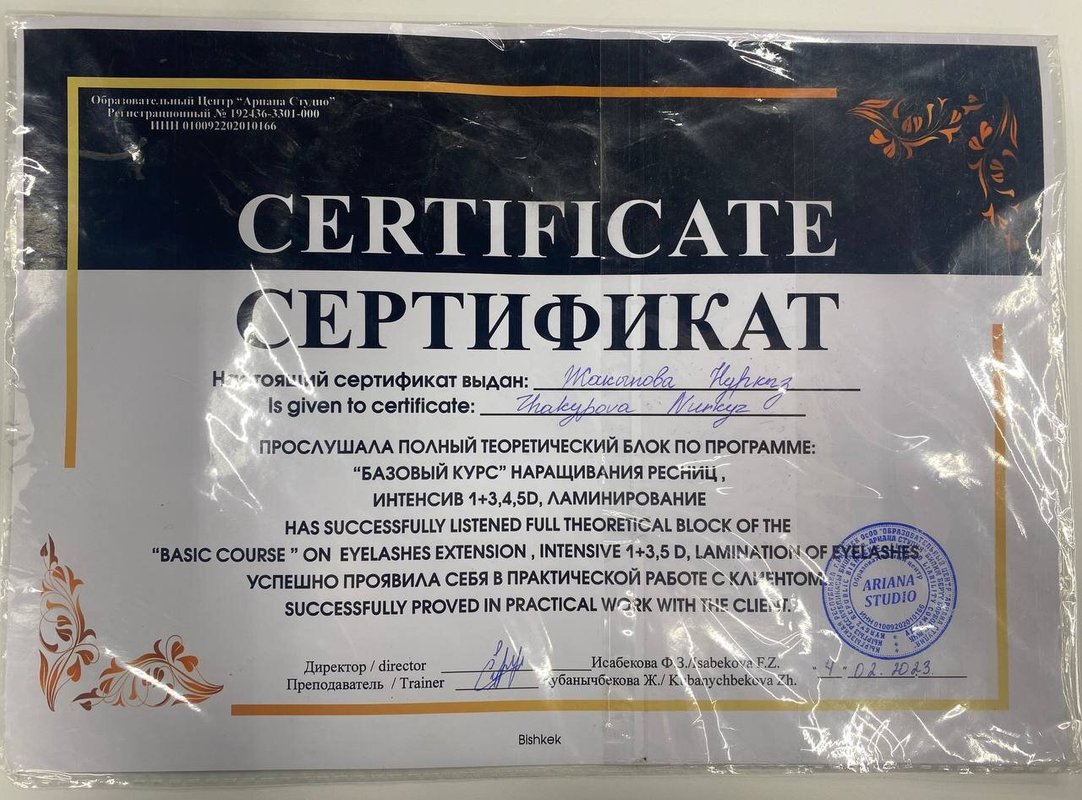 Образовательный Центр “Ариана Студио”
Регистрационный № 192436-3301-000
ИНН 010092202010166
CERTIFICATE
СЕРТИФИКАТ
Настоящий сертификат выдан: Жакыпова Нуркыз
Is given to certificate: Zhakypova Nurkyz
ПРОСЛУШАЛА ПОЛНЫЙ ТЕОРЕТИЧЕСКИЙ БЛОК ПО ПРОГРАММЕ:
“БАЗОВЫЙ КУРС” НАРАЩИВАНИЯ РЕСНИЦ ,
ИНТЕНСИВ 1+3,4,5D, ЛАМИНИРОВАНИЕ
HAS SUCCESSFULLY LISTENED FULL THEORETICAL BLOCK OF THE
“BASIC COURSE ” ON EYELASHES EXTENSION , INTENSIVE 1+3,5 D, LAMINATION OF EYELASHES
УСПЕШНО ПРОЯВИЛА СЕБЯ В ПРАКТИЧЕСКОЙ РАБОТЕ С КЛИЕНТОМ
SUCCESSFULLY PROVED IN PRACTICAL WORK WITH THE CLIENT.
ARIANA
STUDIO
Директор / director Исабекова Ф.З./Isabekova F.Z.
Преподаватель / Trainer Кубанычбекова Ж./ Kubanychbekova Zh.
"4" 02. 2023.
Bishkek